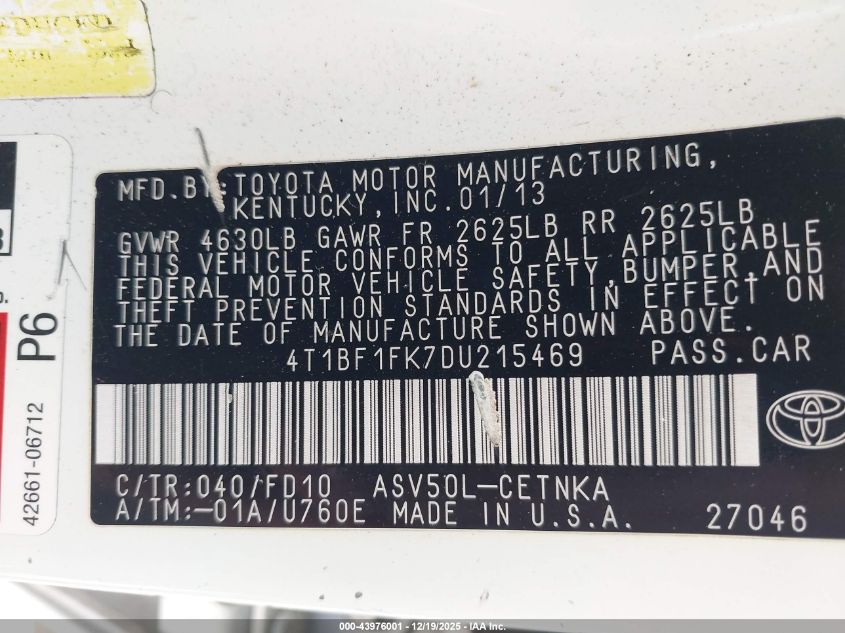 MFD.BY:TOYOTA MOTOR MANUFACTURING,
KENTUCKY,INC.01/13
GVWR 4630LB GAWR FR 2625LB RR 2625LB
THIS VEHICLE CONFORMS TO ALL APPLICABLE
FEDERAL MOTOR VEHICLE SAFETY,BUMPER,AND
THEFT PREVENTION STANDARDS IN EFFECT ON
THE DATE OF MANUFACTURE SHOWN ABOVE.
4T1BF1FK7DU215469 PASS.CAR
C/TR:040/FD10 ASV50L-CETNKA
A/TM:-01A/U760E MADE IN U.S.A. 27046
P6
42661-06712
000-43976001 - 12/19/2025 - IAA Inc.